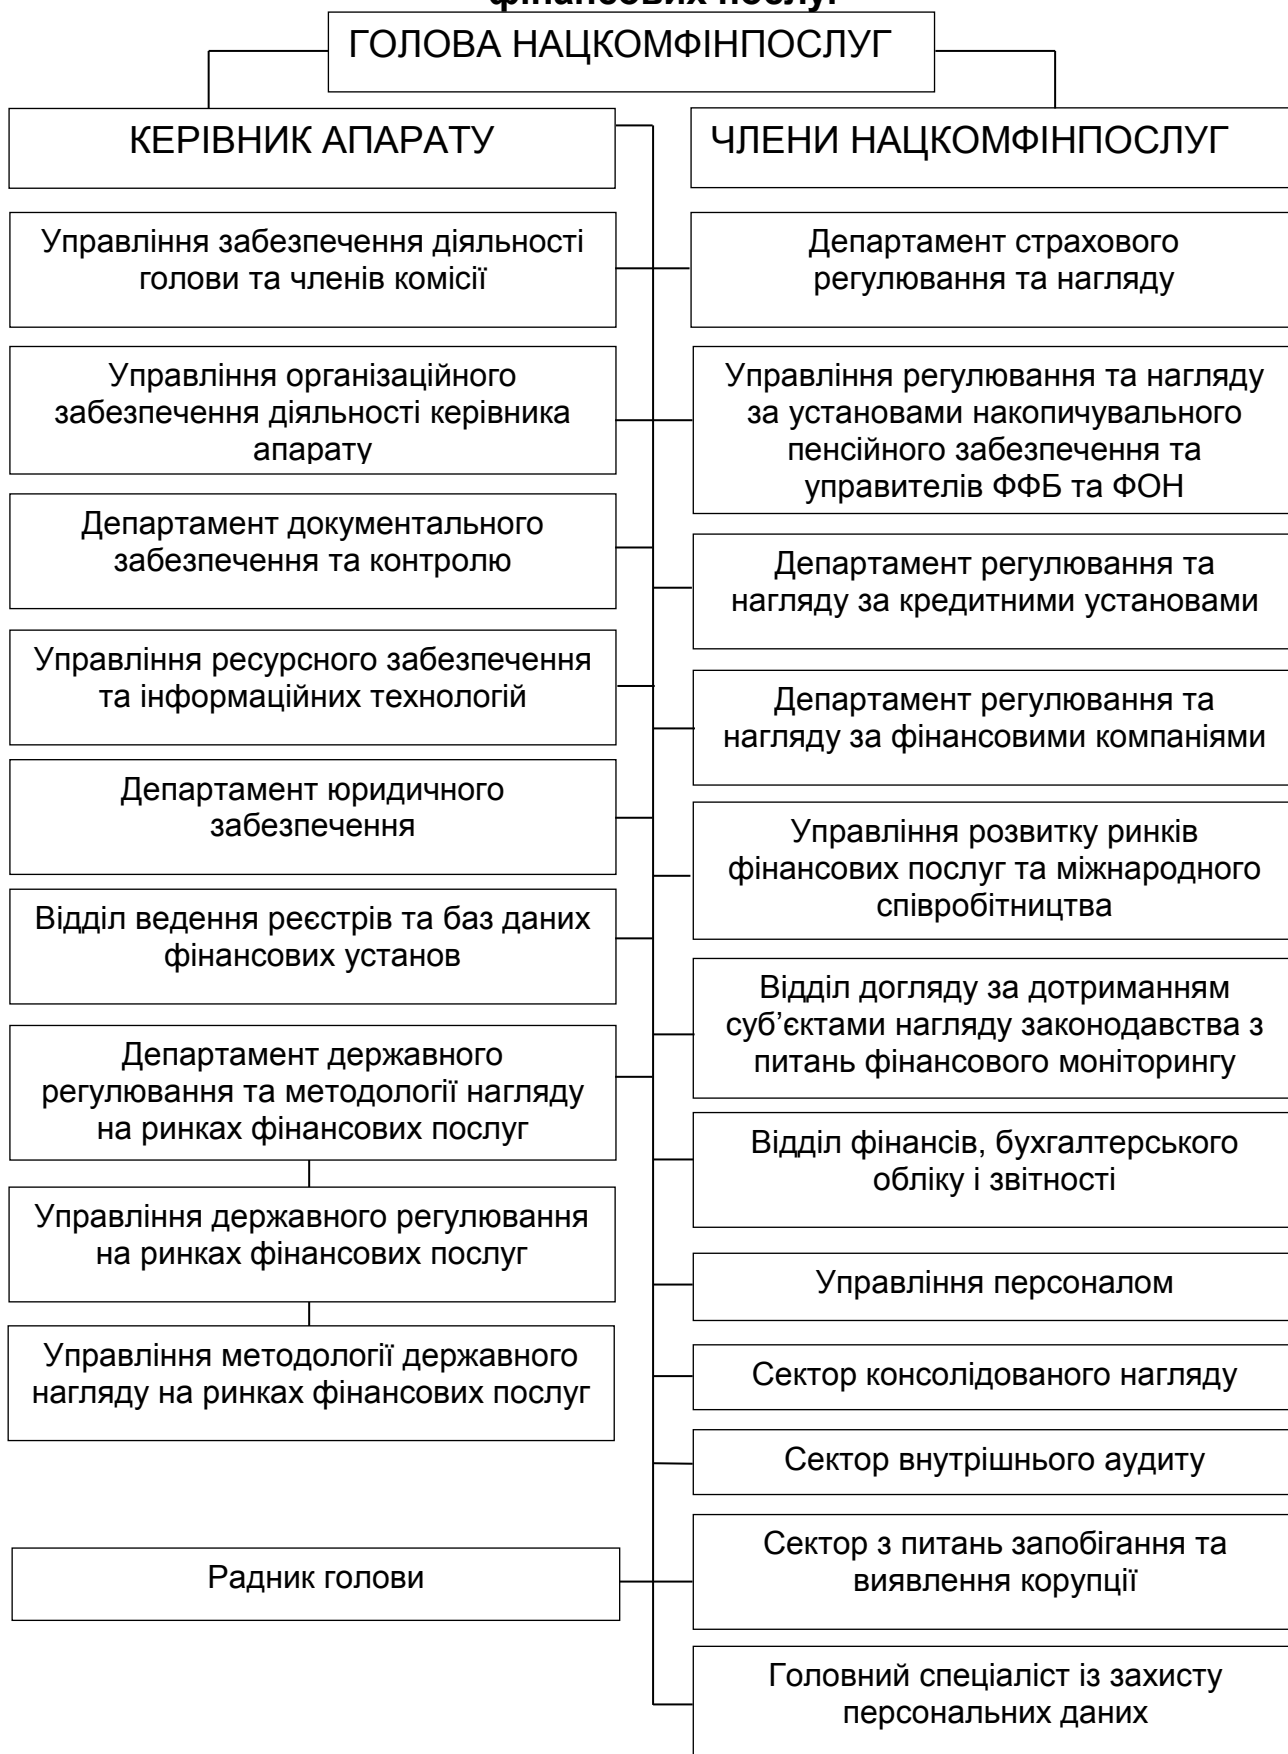 фінансових послуг
ГОЛОВА НАЦКОМФІНПОСЛУГ
КЕРІВНИК АПАРАТУ
ЧЛЕНИ НАЦКОМФІНПОСЛУГ
Управління забезпечення діяльності
голови та членів комісії
Департамент страхового
регулювання та нагляду
Управління організаційного
забезпечення діяльності керівника
апарату
Управління регулювання та нагляду
за установами накопичувального
пенсійного забезпечення та
управителів ФФБ та ФОН
Департамент документального
забезпечення та контролю
Департамент регулювання та
нагляду за кредитними установами
Управління ресурсного забезпечення
та інформаційних технологій
Департамент регулювання та
нагляду за фінансовими компаніями
Департамент юридичного
забезпечення
Управління розвитку ринків
фінансових послуг та міжнародного
співробітництва
Відділ ведення реєстрів та баз даних
фінансових установ
Відділ догляду за дотриманням
суб’єктами нагляду законодавства з
питань фінансового моніторингу
Департамент державного
регулювання та методології нагляду
на ринках фінансових послуг
Відділ фінансів, бухгалтерського
обліку і звітності
Управління державного регулювання
на ринках фінансових послуг
Управління персоналом
Управління методології державного
нагляду на ринках фінансових послуг
Сектор консолідованого нагляду
Сектор внутрішнього аудиту
Радник голови
Сектор з питань запобігання та
виявлення корупції
Головний спеціаліст із захисту
персональних даних